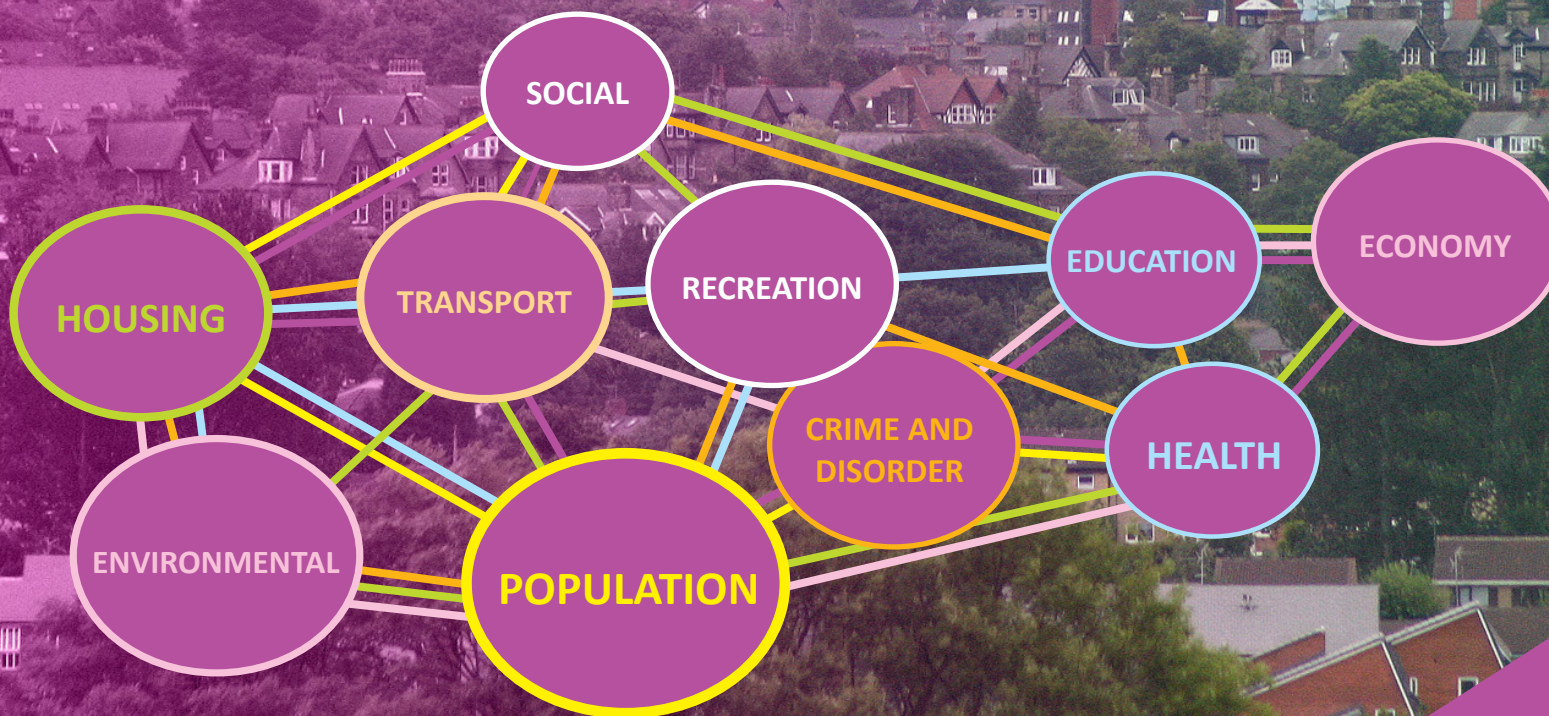 SOCIAL
HOUSING
TRANSPORT
RECREATION
EDUCATION
ECONOMY
CRIME AND
DISORDER
HEALTH
ENVIRONMENTAL
POPULATION